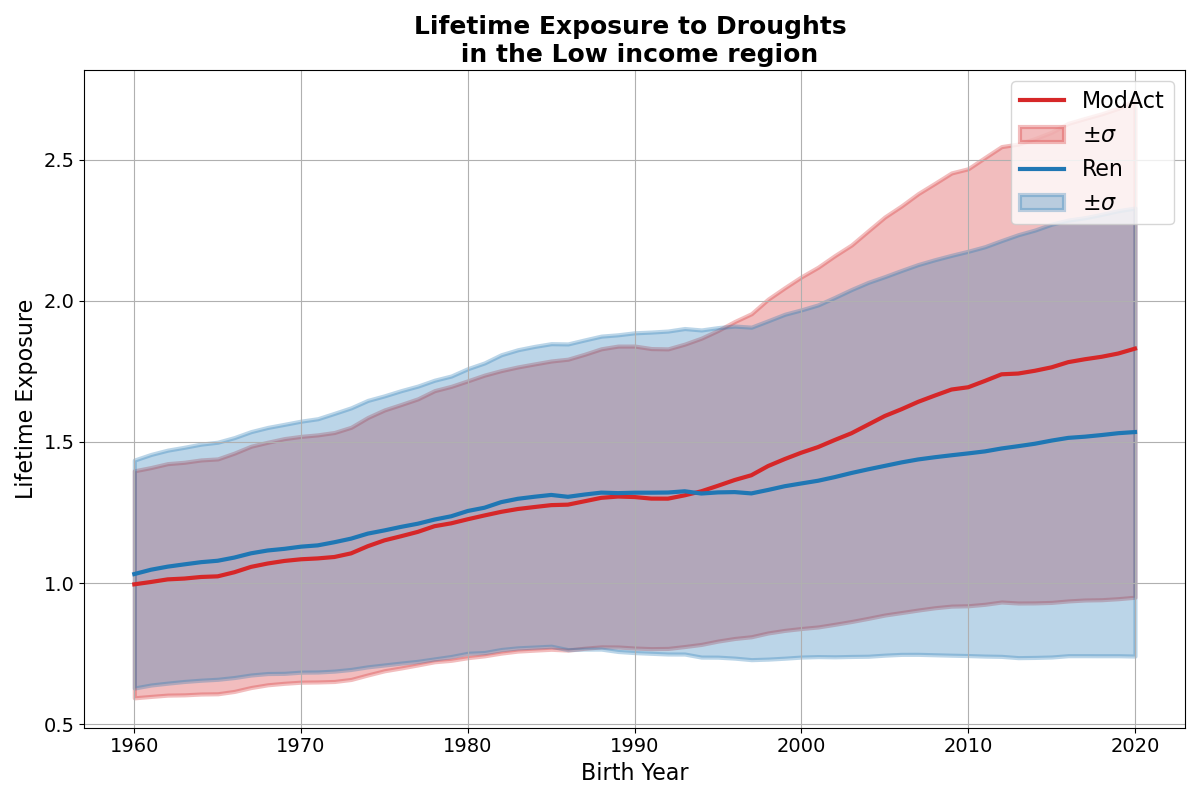 Lifetime Exposure to Droughts
in the Low income region
ModAct
±σ
Ren
±σ
Lifetime Exposure
2.5
2.0
1.5
1.0
0.5
1960 1970 1980 1990 2000 2010 2020
Birth Year